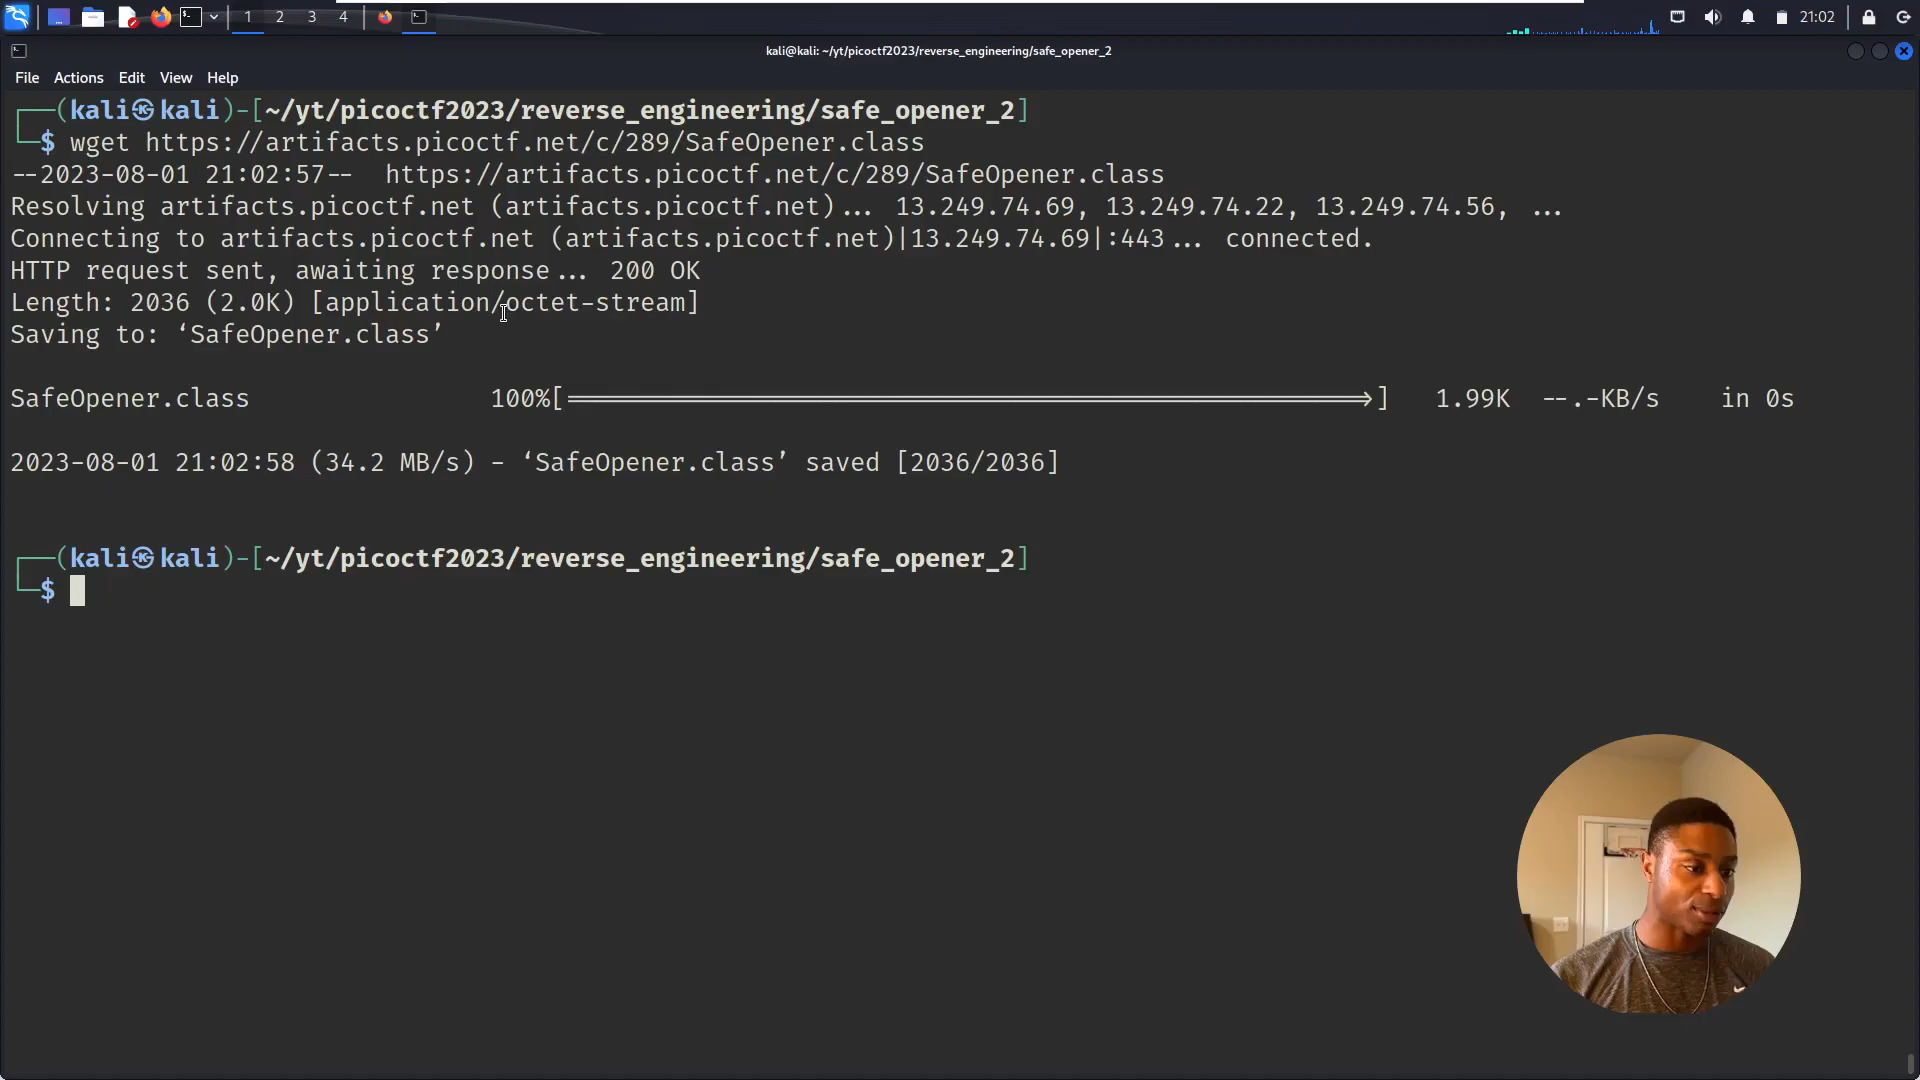 1 2 3 4 21:02
kali@kali: ~/yt/picoctf2023/reverse_engineering/safe_opener_2
File Actions Edit View Help
┌──(kali㉿kali)-[~/yt/picoctf2023/reverse_engineering/safe_opener_2]
└─$ wget https://artifacts.picoctf.net/c/289/SafeOpener.class
--2023-08-01 21:02:57--  https://artifacts.picoctf.net/c/289/SafeOpener.class
Resolving artifacts.picoctf.net (artifacts.picoctf.net)... 13.249.74.69, 13.249.74.22, 13.249.74.56, ...
Connecting to artifacts.picoctf.net (artifacts.picoctf.net)|13.249.74.69|:443... connected.
HTTP request sent, awaiting response... 200 OK
Length: 2036 (2.0K) [application/octet-stream]
Saving to: ‘SafeOpener.class’
SafeOpener.class 100%[===================>] 1.99K --.-KB/s in 0s
2023-08-01 21:02:58 (34.2 MB/s) - ‘SafeOpener.class’ saved [2036/2036]
┌──(kali㉿kali)-[~/yt/picoctf2023/reverse_engineering/safe_opener_2]
└─$